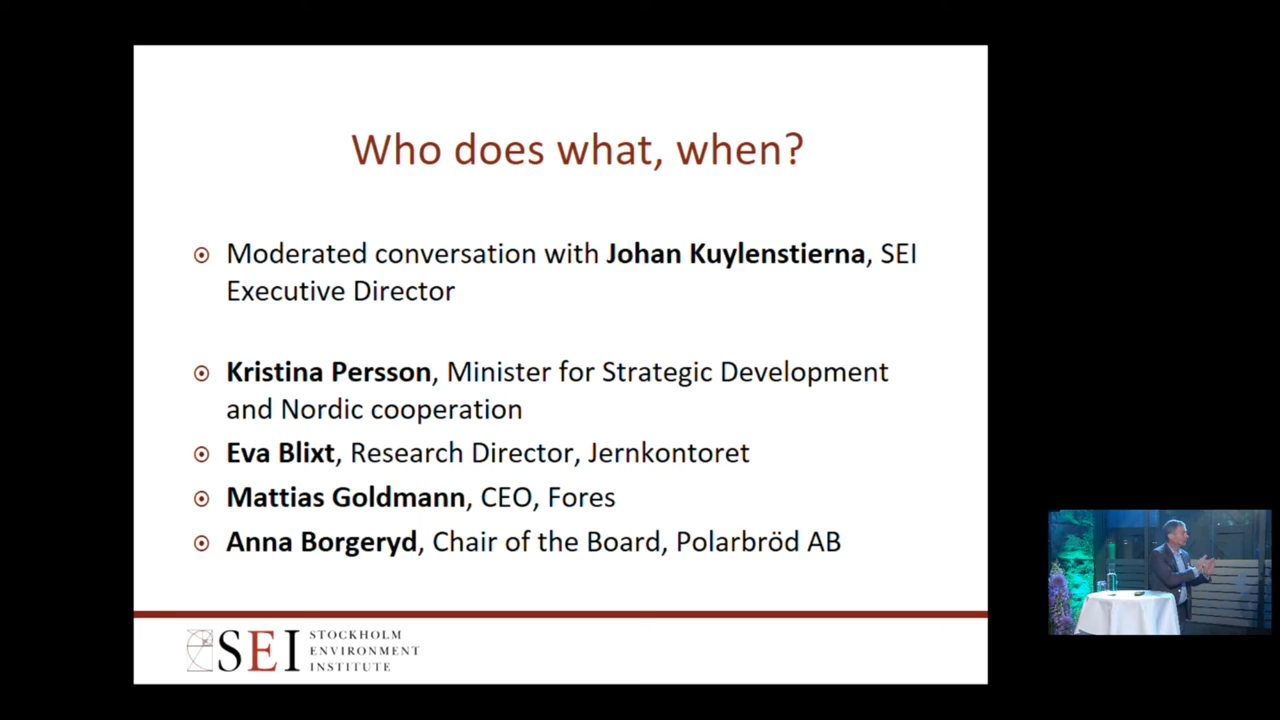 Who does what, when?
Moderated conversation with Johan Kuylenstierna, SEI
Executive Director
Kristina Persson, Minister for Strategic Development
and Nordic cooperation
Eva Blixt, Research Director, Jernkontoret
Mattias Goldmann, CEO, Fores
Anna Borgeryd, Chair of the Board, Polarbröd AB
SEI
STOCKHOLM
ENVIRONMENT
INSTITUTE